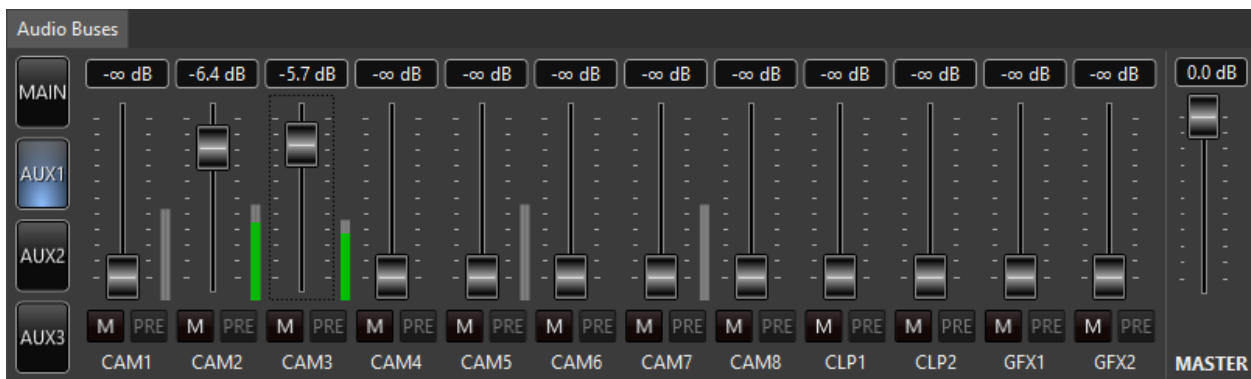 Audio Buses
MAIN
AUX1
AUX2
AUX3
-∞ dB -6.4 dB -5.7 dB -∞ dB -∞ dB -∞ dB -∞ dB -∞ dB -∞ dB -∞ dB -∞ dB -∞ dB 0.0 dB
M PRE M PRE M PRE M PRE M PRE M PRE M PRE M PRE M PRE M PRE M PRE M PRE
CAM1 CAM2 CAM3 CAM4 CAM5 CAM6 CAM7 CAM8 CLP1 CLP2 GFX1 GFX2 MASTER